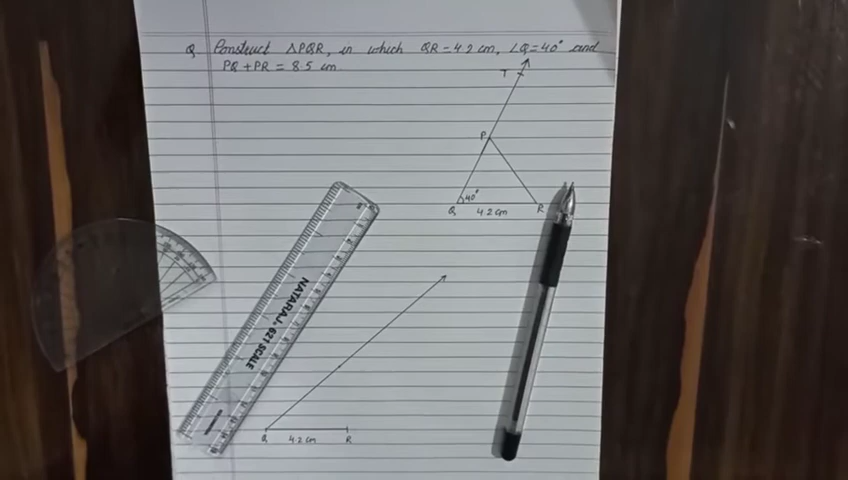 Q Construct △PQR, in which QR = 4.2 cm, ∠Q = 40° and
PQ + PR = 8.5 cm
T
P
40°
Q 4.2 cm R
NATARAJ. 621 SCALE
Q 4.2 cm R